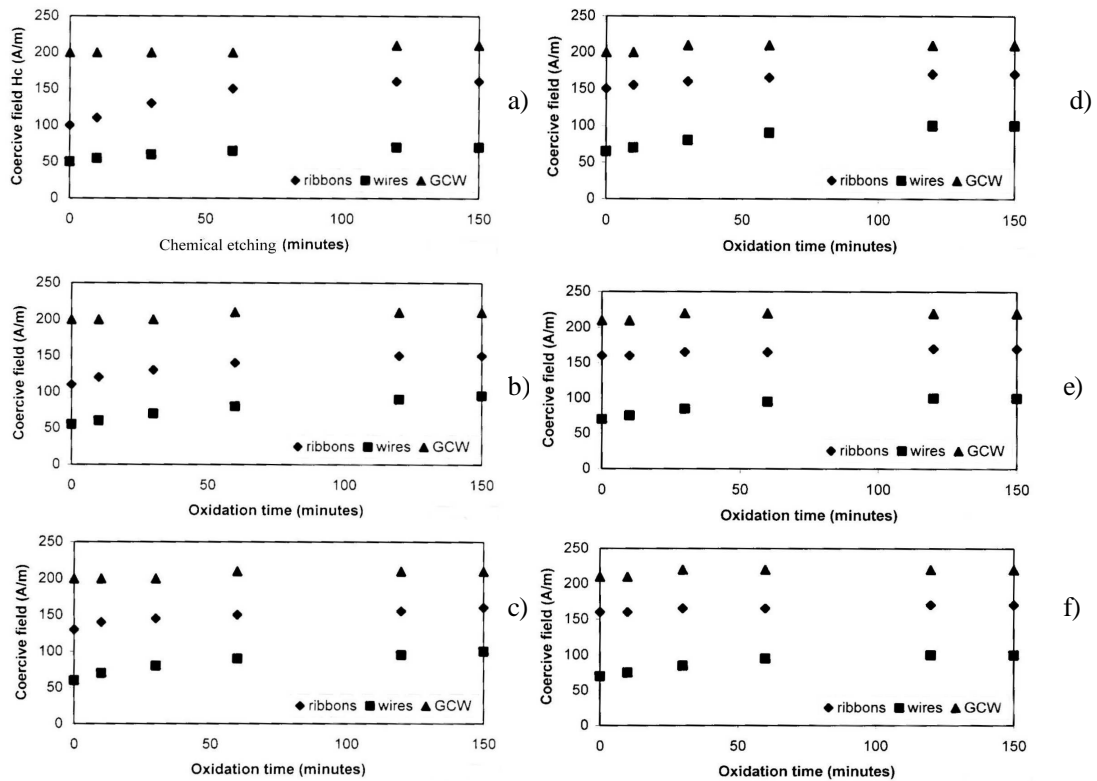 Coercive field Hc (A/m)
250
200
150
100
50
0
0 50 100 150
ribbons wires GCW
Chemical etching (minutes)
a)
Coercive field (A/m)
250
200
150
100
50
0
0 50 100 150
ribbons wires GCW
Oxidation time (minutes)
d)
Coercive field (A/m)
250
200
150
100
50
0
0 50 100 150
ribbons wires GCW
Oxidation time (minutes)
b)
Coercive field (A/m)
250
200
150
100
50
0
0 50 100 150
ribbons wires GCW
Oxidation time (minutes)
e)
Coercive field (A/m)
250
200
150
100
50
0
0 50 100 150
ribbons wires GCW
Oxidation time (minutes)
c)
Coercive field (A/m)
250
200
150
100
50
0
0 50 100 150
ribbons wires GCW
Oxidation time (minutes)
f)